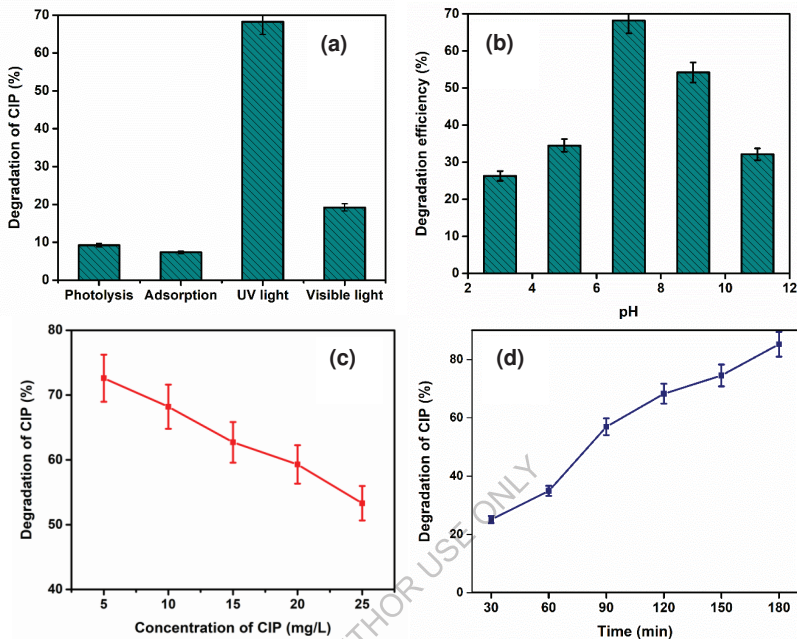 (a)
Degradation of CIP (%)
70
60
50
40
30
20
10
0
Photolysis Adsorption UV light Visible light
(b)
Degradation efficiency (%)
70
60
50
40
30
20
10
0
2 4 6 8 10 12
pH
(c)
Degradation of CIP (%)
80
70
60
50
40
5 10 15 20 25
Concentration of CIP (mg/L)
(d)
Degradation of CIP (%)
80
60
40
20
0
30 60 90 120 150 180
Time (min)
THOR USE ONLY